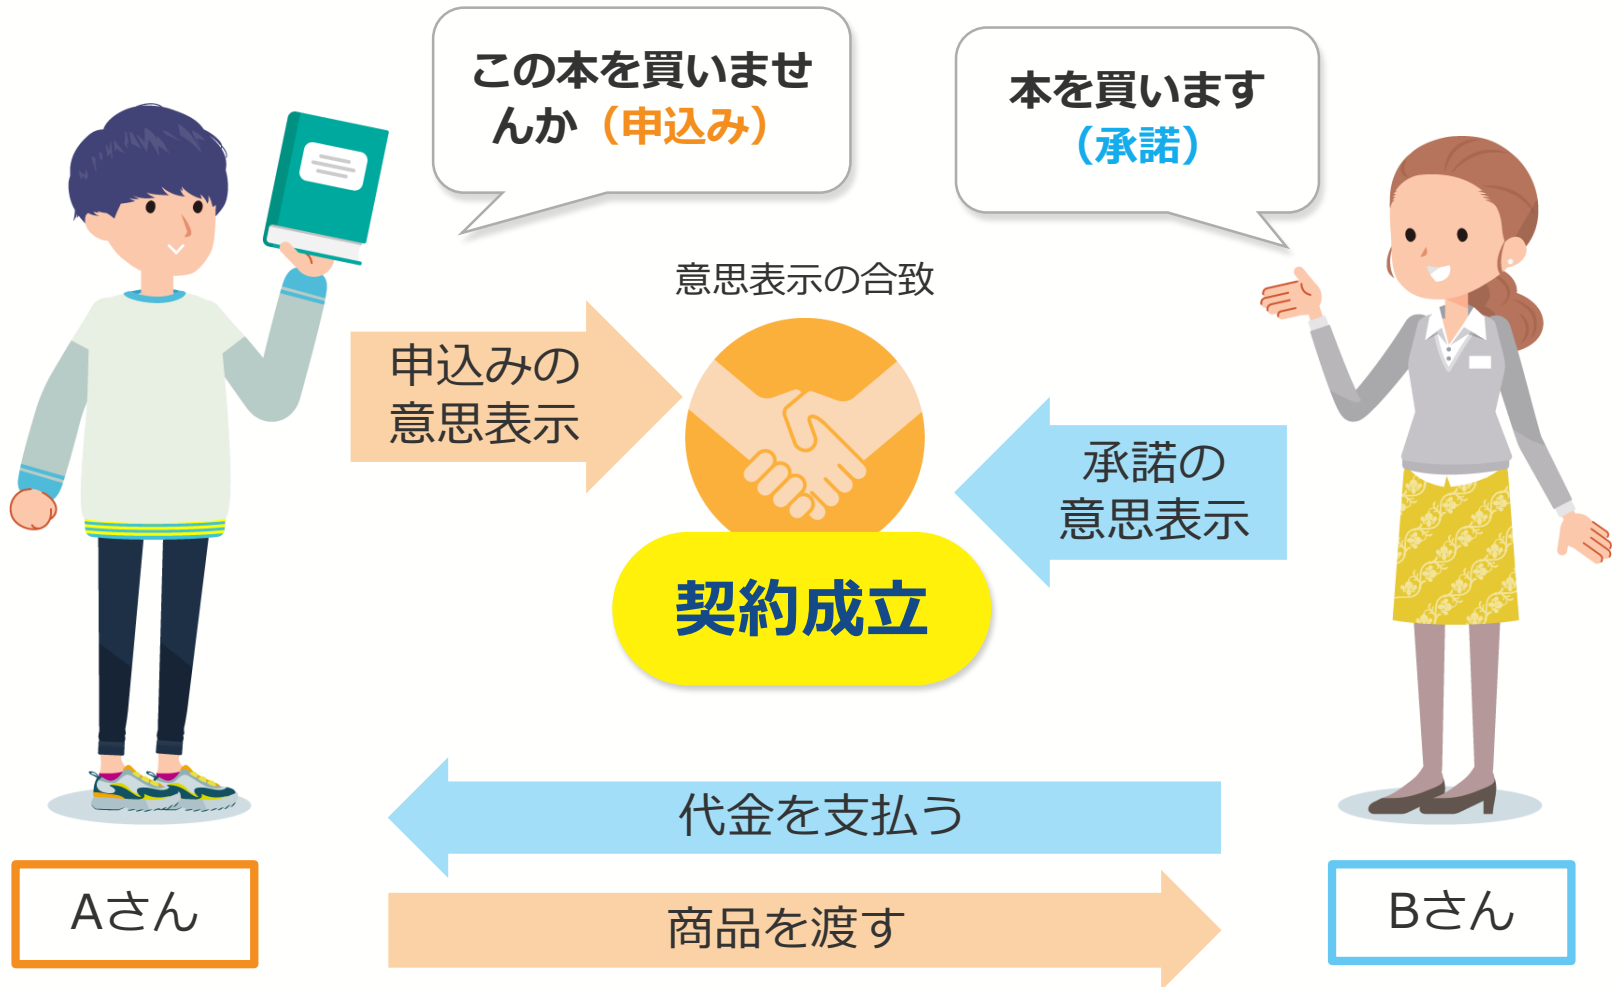 この本を買いませ
んか（申込み）
本を買います
（承諾）
意思表示の合致
申込みの
意思表示
承諾の
意思表示
契約成立
代金を支払う
商品を渡す
Aさん
Bさん